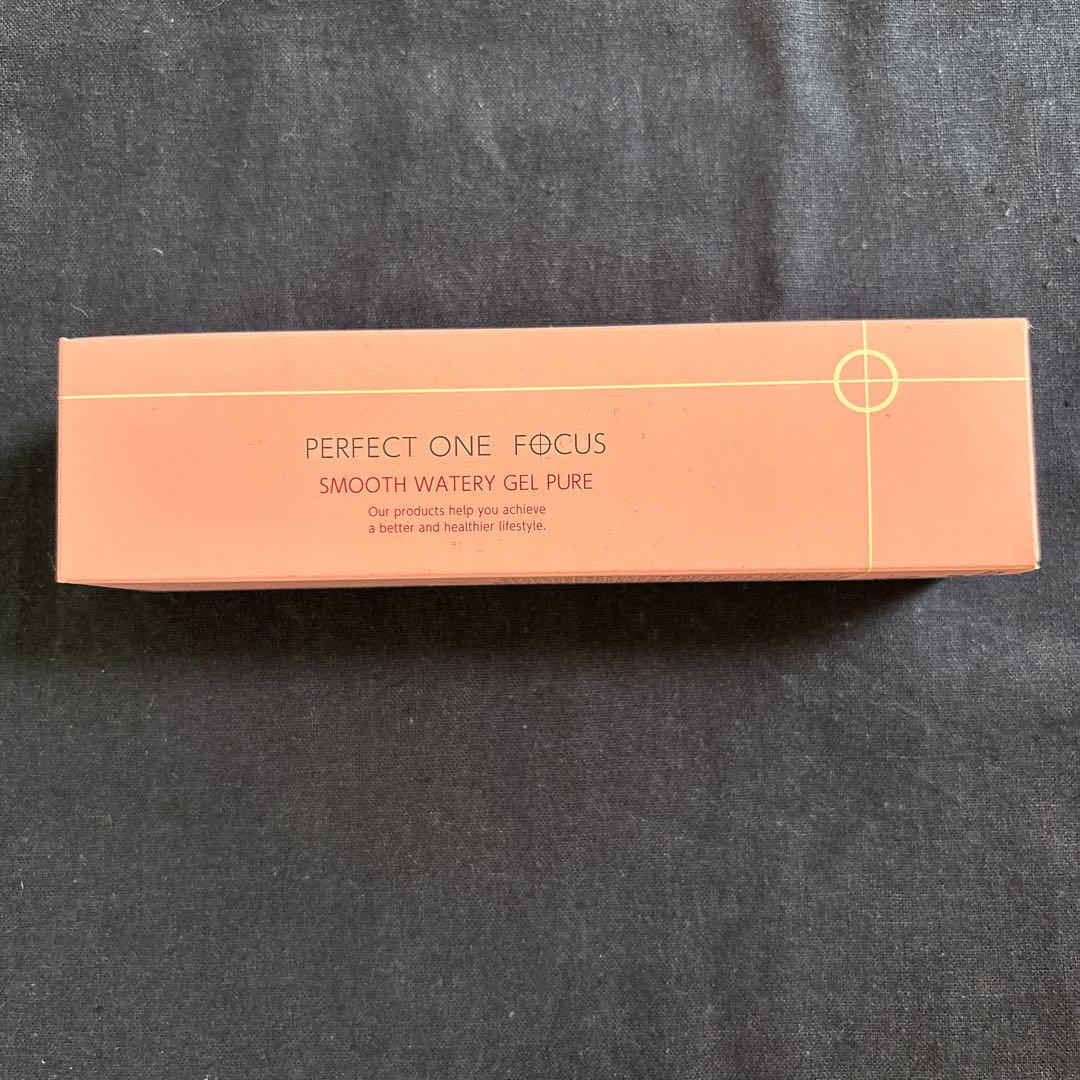 PERFECT ONE FOCUS
SMOOTH WATERY GEL PURE
Our products help you achieve
a better and healthier lifestyle.